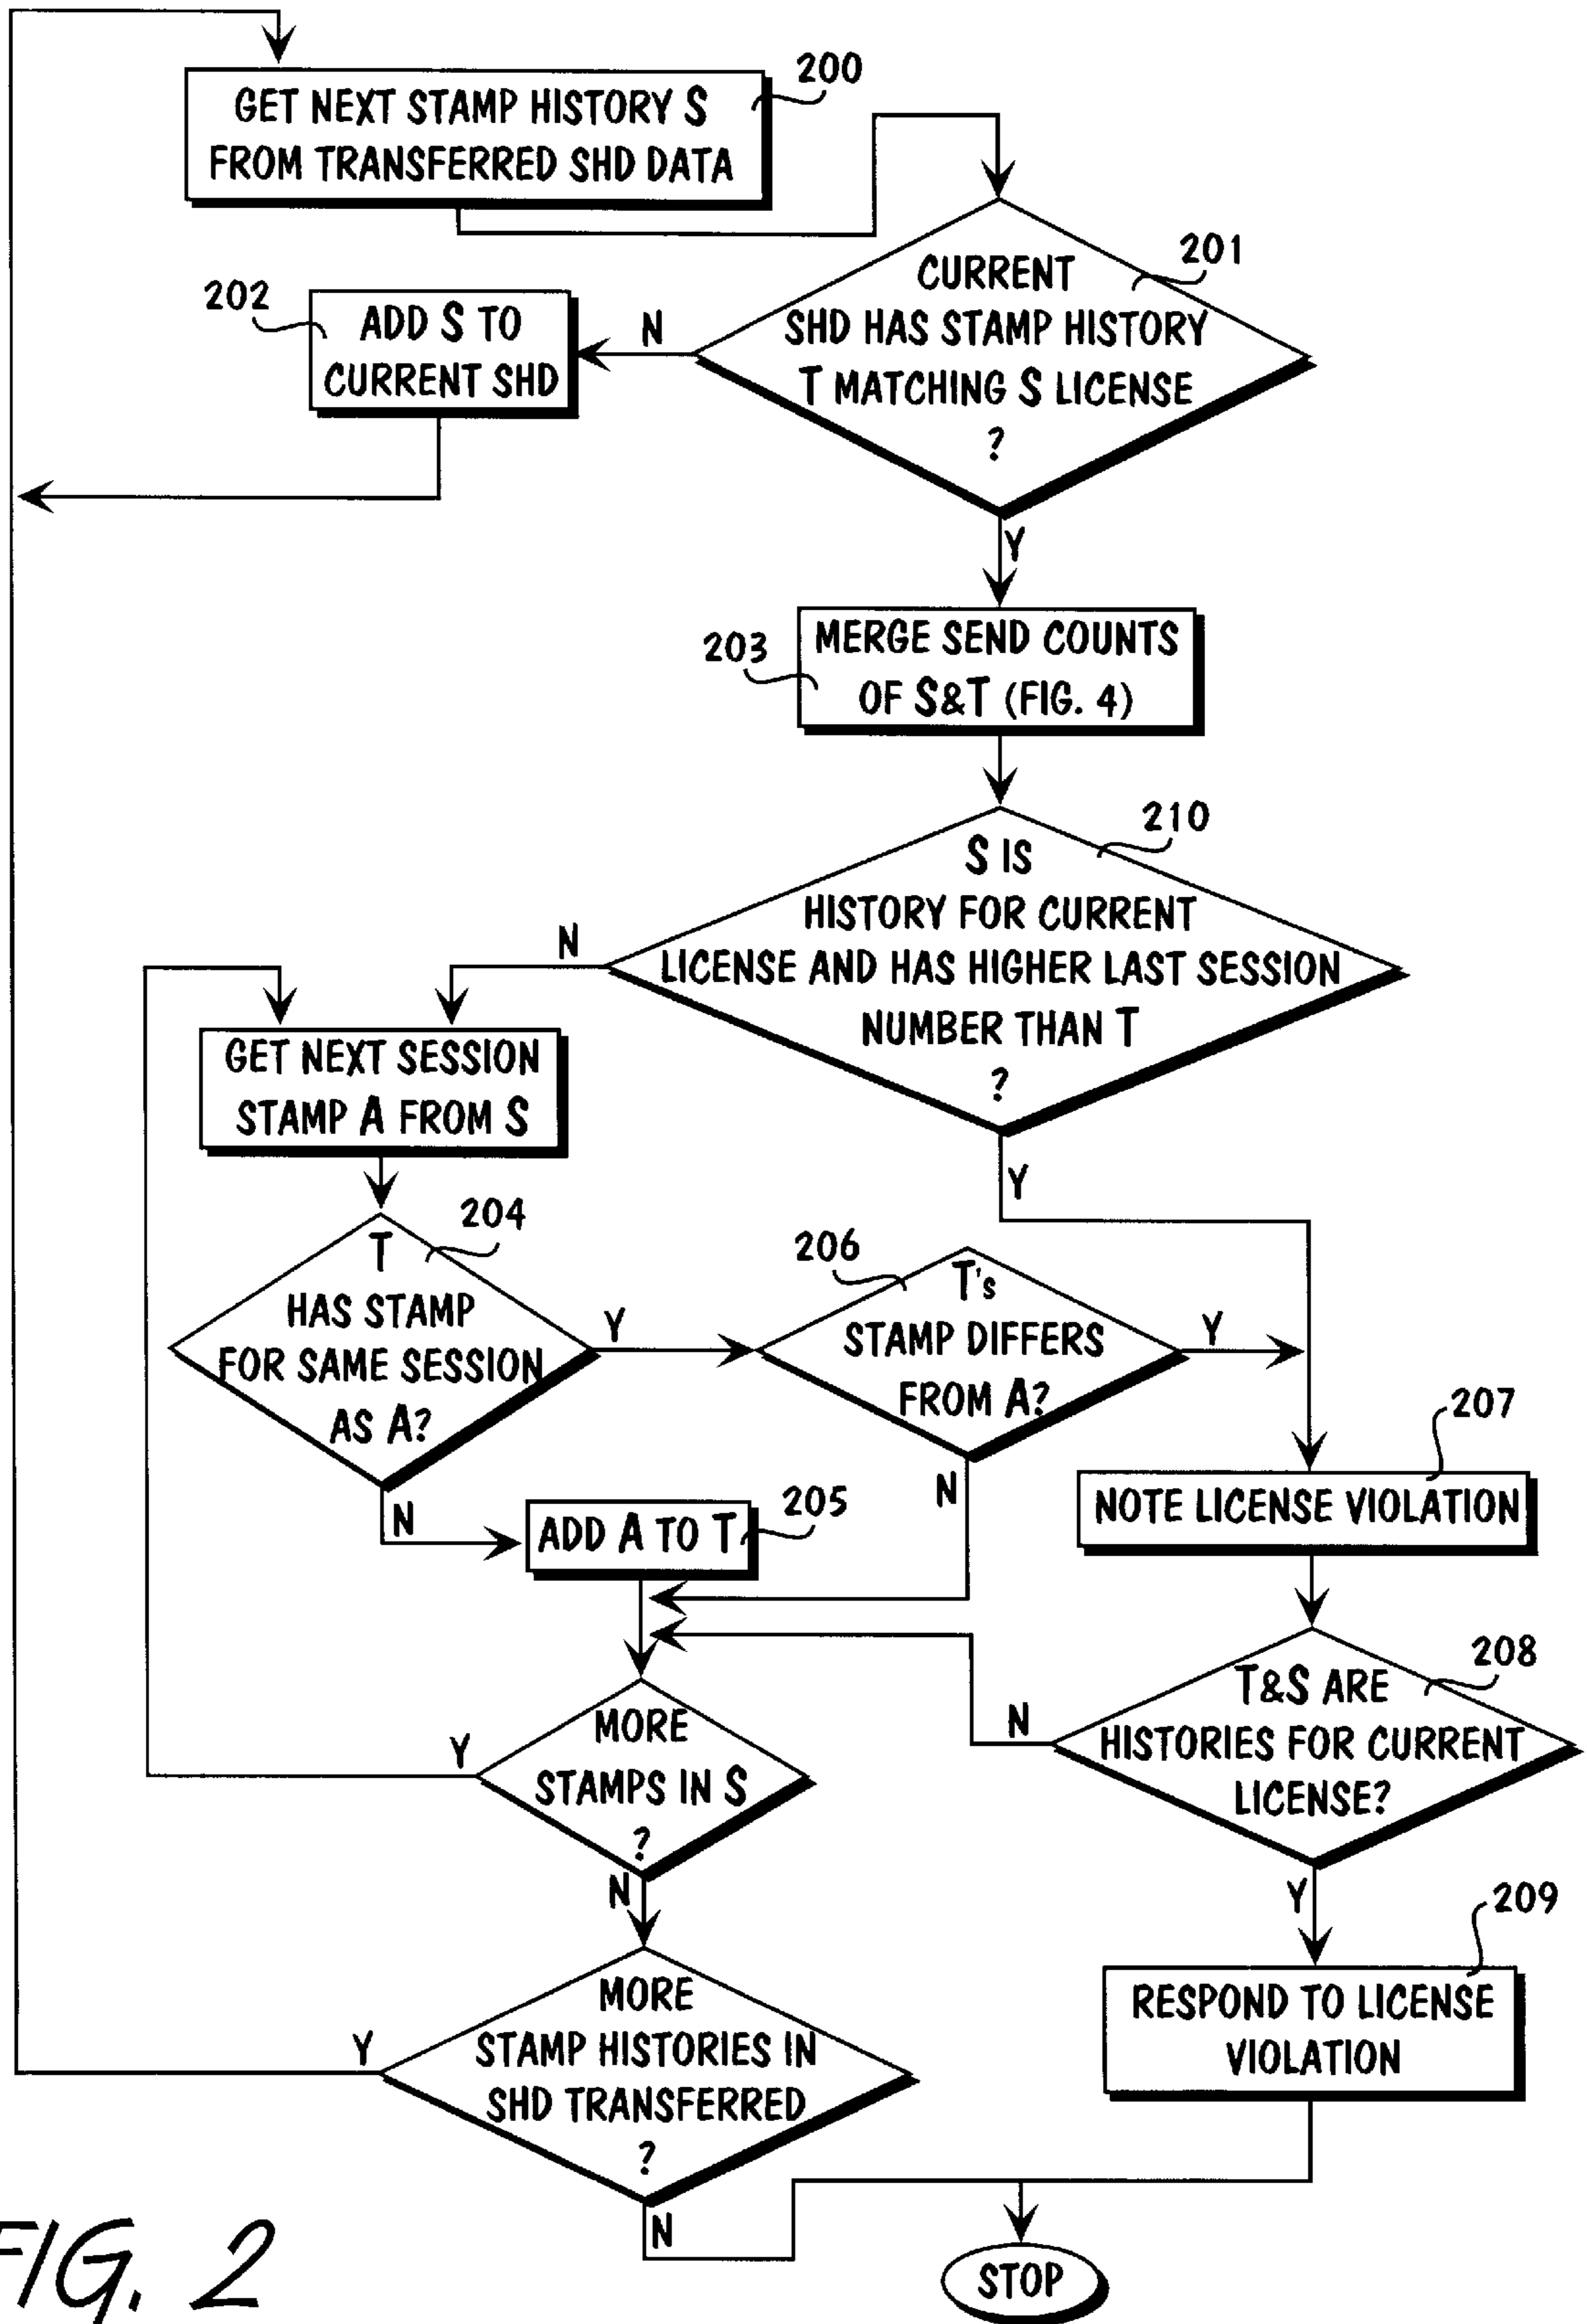 200
GET NEXT STAMP HISTORY S
FROM TRANSFERRED SHD DATA
201
CURRENT
SHD HAS STAMP HISTORY
T MATCHING S LICENSE
?
N
202
ADD S TO
CURRENT SHD
Y
203
MERGE SEND COUNTS
OF S&T (FIG. 4)
210
S IS
HISTORY FOR CURRENT
LICENSE AND HAS HIGHER LAST SESSION
NUMBER THAN T
?
N
Y
GET NEXT SESSION
STAMP A FROM S
204
T
HAS STAMP
FOR SAME SESSION
AS A?
Y
N
206
T's
STAMP DIFFERS
FROM A?
Y
N
205
ADD A TO T
207
NOTE LICENSE VIOLATION
208
T&S ARE
HISTORIES FOR CURRENT
LICENSE?
N
Y
MORE
STAMPS IN S
?
Y
N
209
RESPOND TO LICENSE
VIOLATION
MORE
STAMP HISTORIES IN
SHD TRANSFERRED
?
Y
N
STOP
FIG. 2